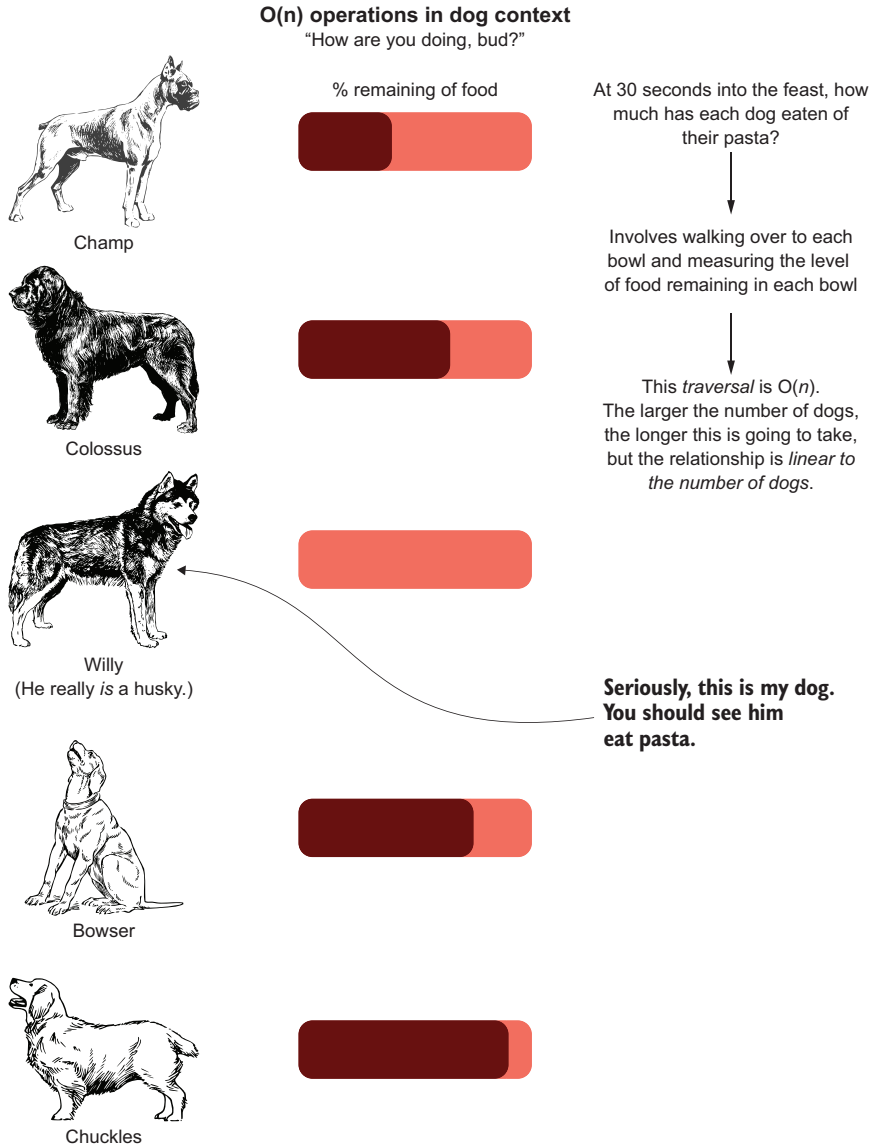 O(n) operations in dog context
“How are you doing, bud?”
% remaining of food
At 30 seconds into the feast, how
much has each dog eaten of
their pasta?
Champ
Involves walking over to each
bowl and measuring the level
of food remaining in each bowl
Colossus
This traversal is O(n).
The larger the number of dogs,
the longer this is going to take,
but the relationship is linear to
the number of dogs.
Willy
(He really is a husky.)
Seriously, this is my dog.
You should see him
eat pasta.
Bowser
Chuckles